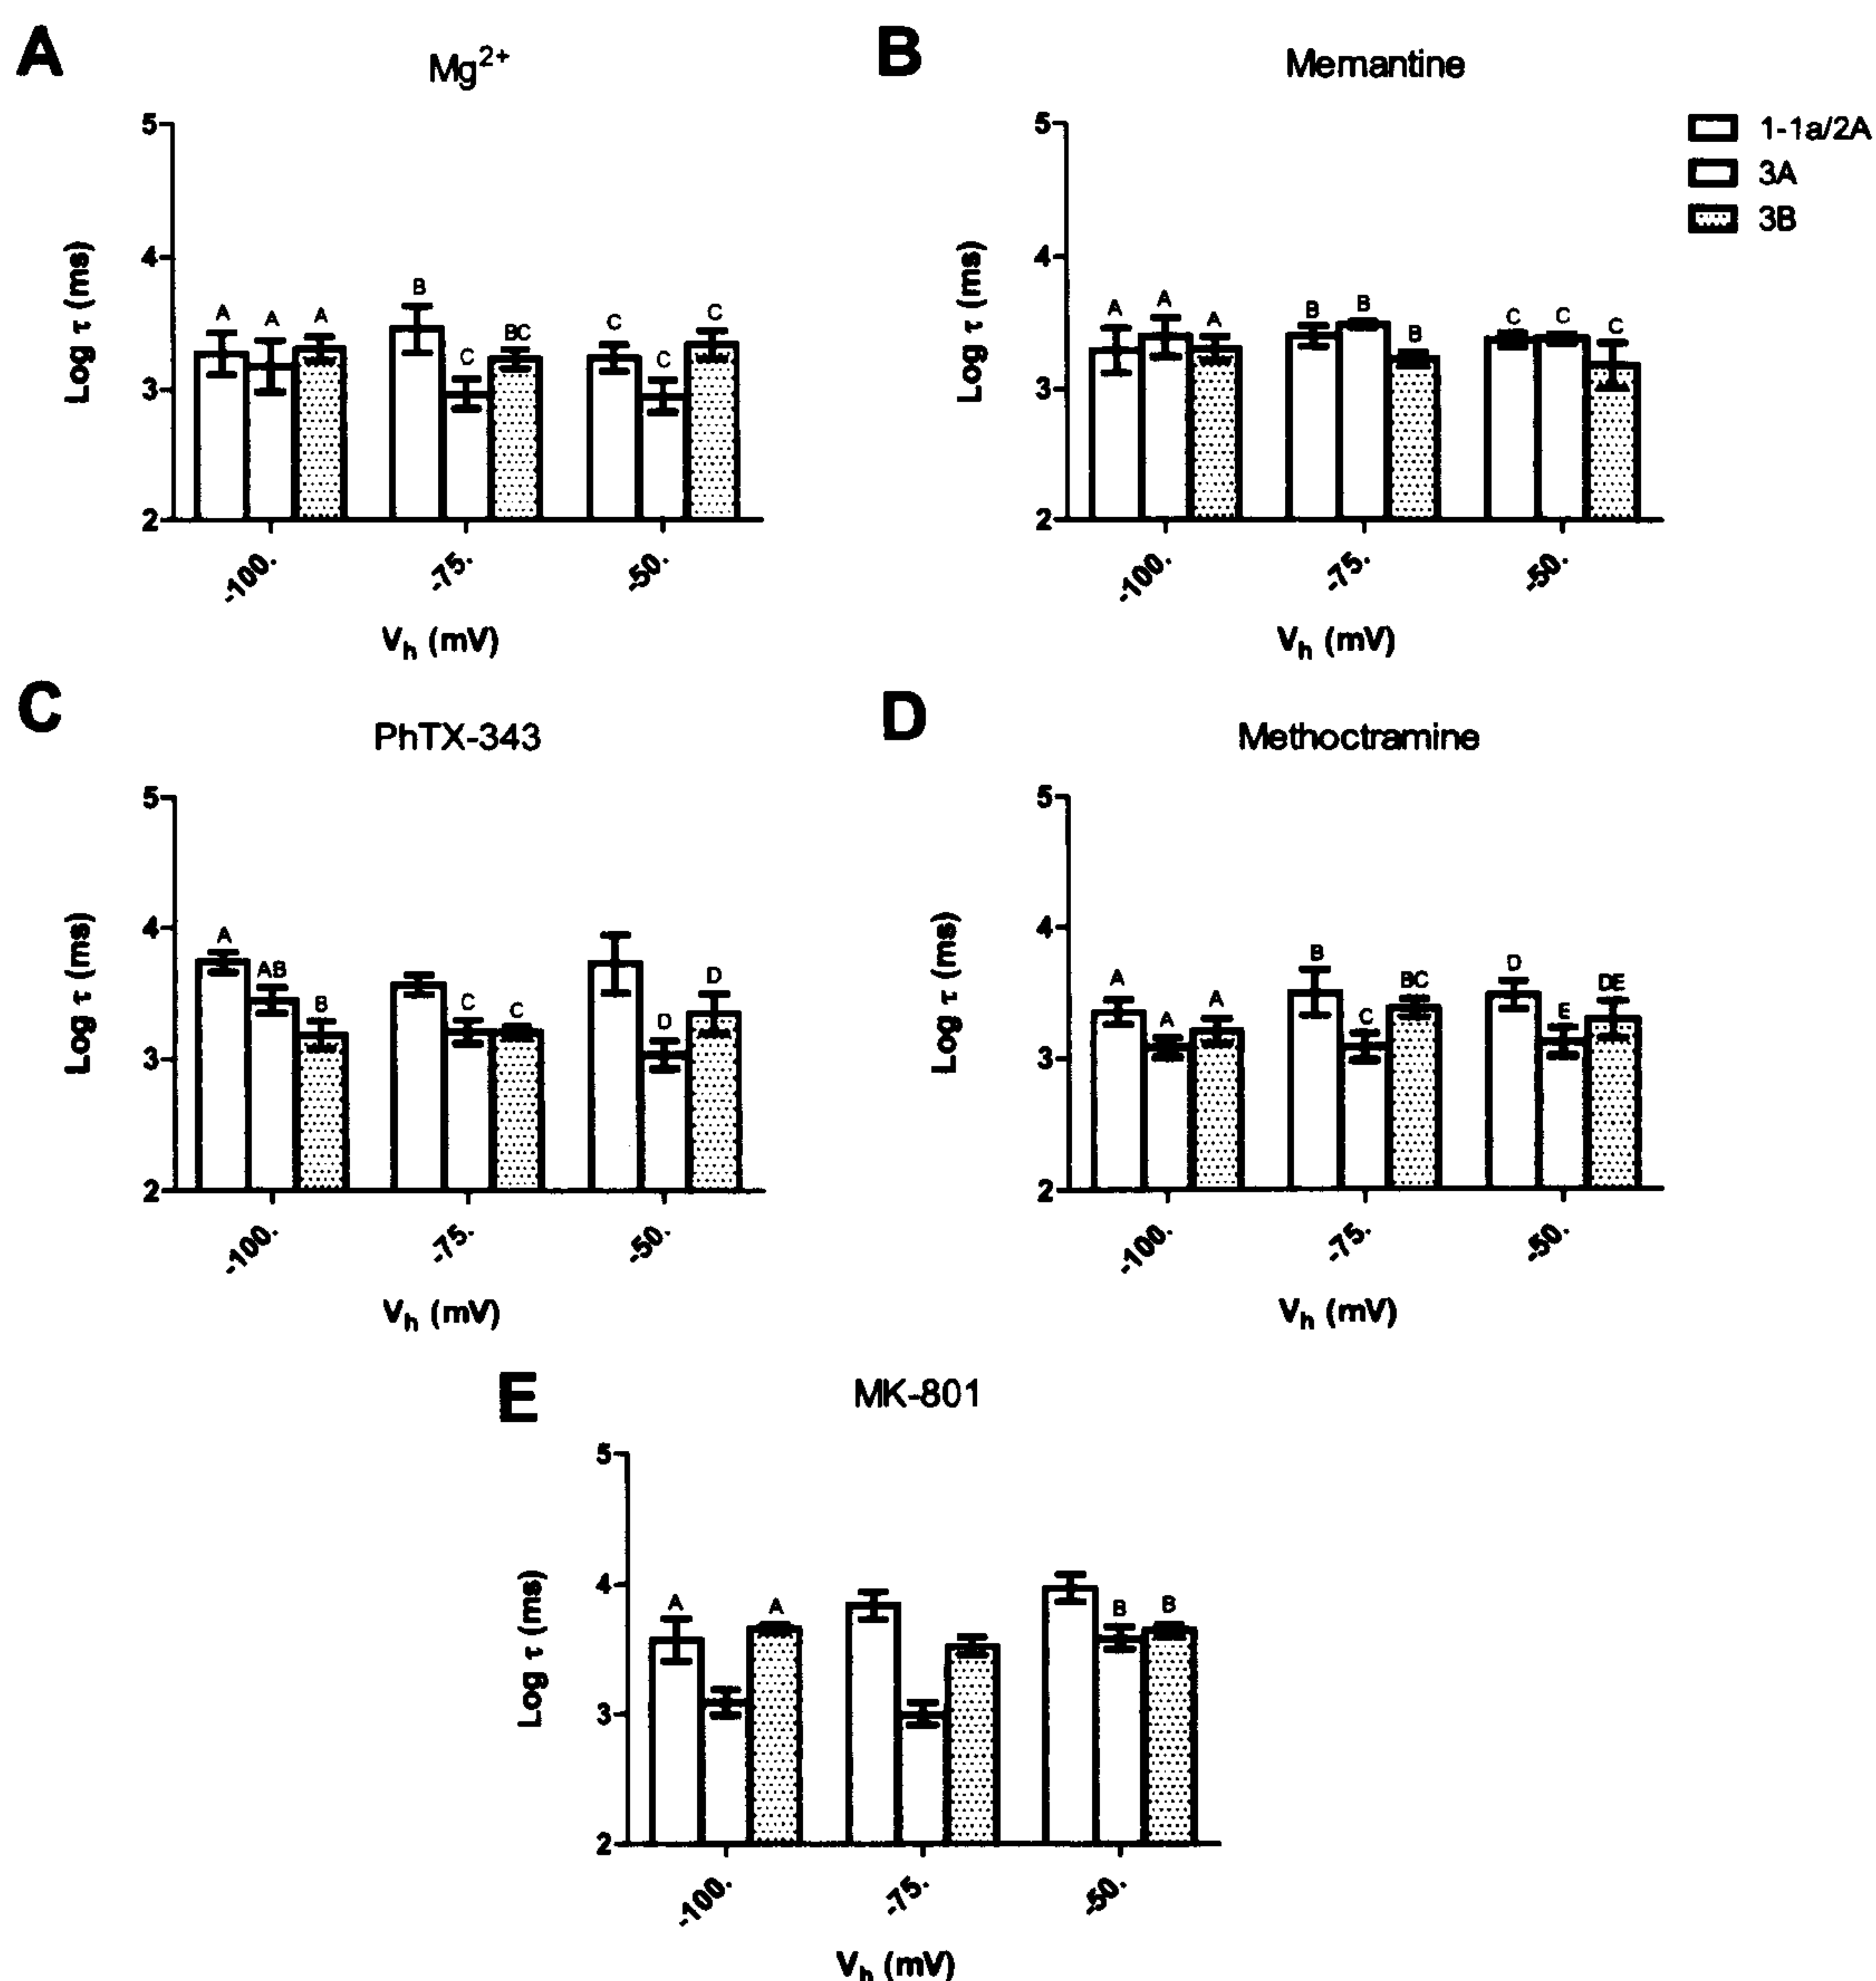 A
Mg2+
5
4
3
2
Log τ (ms)
A A A
B C BC
C C C
-100. -75. -50.
Vh (mV)
B
Memantine
1-1a/2A
3A
3B
5
4
3
2
Log τ (ms)
A A A
B B B
C C C
-100. -75. -50.
Vh (mV)
C
PhTX-343
5
4
3
2
Log τ (ms)
A AB B
C C
D D
-100. -75. -50.
Vh (mV)
D
Methoctramine
5
4
3
2
Log τ (ms)
A A A
B C BC
D E DE
-100. -75. -50.
Vh (mV)
E
MK-801
5
4
3
2
Log τ (ms)
A A
B B
-100. -75. -50.
Vh (mV)